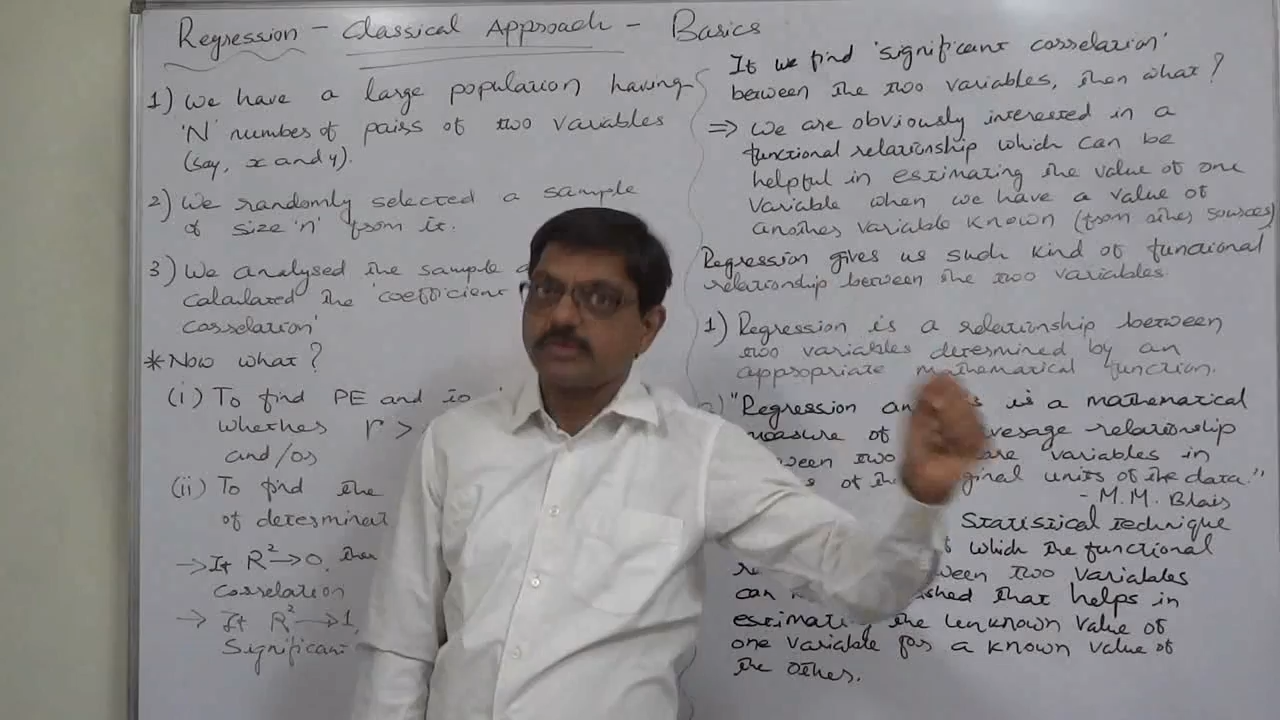 Regression - Classical Approach - Basics
1) We have a large population having
'N' numbers of pairs of two variables
(say, x and y).
2) We randomly selected a sample
of size 'n' from it.
3) We analysed the sample
calculated the 'coefficient
correlation'
* Now what?
(i) To find PE and to
whether r >
and/or
(ii) To find the
of determinat
→ If R² → 0, then
correlation
→ If R² → 1,
Significant
If we find 'significant correlation'
between the two variables, then what?
⇒ We are obviously interested in a
functional relationship which can be
helpful in estimating the value of one
variable when we have a value of
another variable known (from other sources)
Regression gives us such kind of functional
relationship between the two variables.
1) Regression is a relationship between
two variables determined by an
appropriate mathematical function.
"Regression is a mathematical
measure of average relationship
two variables in
of the units of the data."
- M.M. Blair
Statistical technique
which the functional
two variables
can that helps in
the unknown value of
one variable for a known value of
the other.